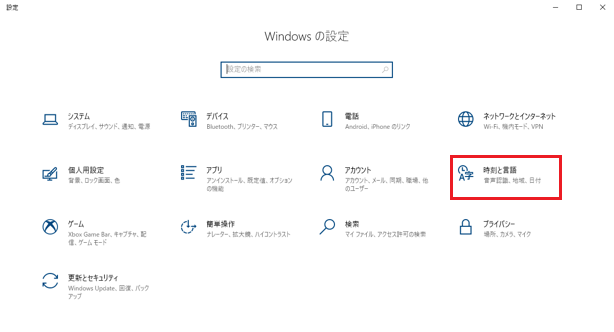 設定
Windows の設定
設定の検索
システム
ディスプレイ、サウンド、通知、電源
デバイス
Bluetooth、プリンター、マウス
電話
Android、iPhone のリンク
ネットワークとインターネット
Wi-Fi、機内モード、VPN
個人用設定
背景、ロック画面、色
アプリ
アンインストール、既定値、オプション
の機能
アカウント
アカウント、メール、同期、職場、他
のユーザー
時刻と言語
音声認識、地域、日付
ゲーム
Xbox Game Bar、キャプチャ、配
信、ゲーム モード
簡単操作
ナレーター、拡大鏡、ハイコントラスト
検索
マイ ファイル、アクセス許可の検索
プライバシー
場所、カメラ、マイク
更新とセキュリティ
Windows Update、回復、バック
アップ